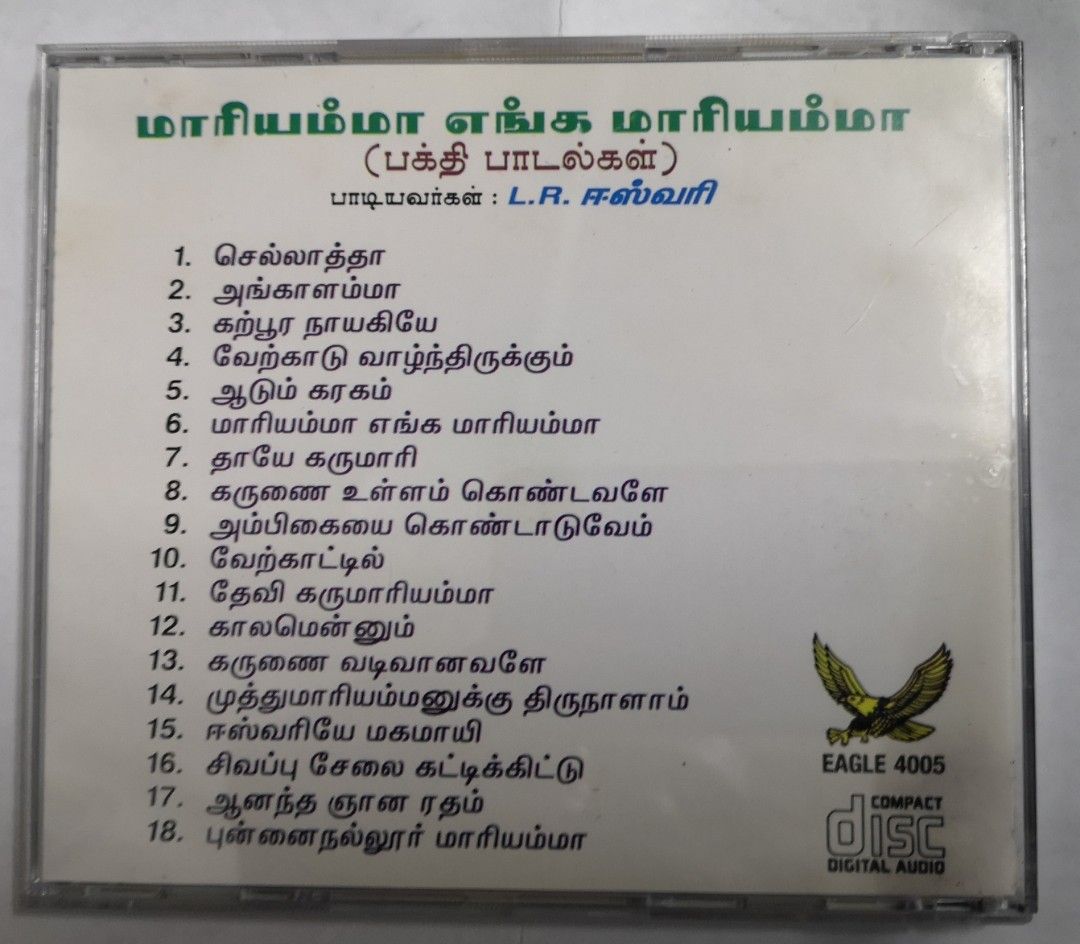 மாரியம்மா எங்க மாரியம்மா
(பக்தி பாடல்கள்)
பாடியவர்கள் : L.R. ஈஸ்வரி
1. செல்லாத்தா
2. அங்காளம்மா
3. கற்பூர நாயகியே
4. வேற்காடு வாழ்ந்திருக்கும்
5. ஆடும் கரகம்
6. மாரியம்மா எங்க மாரியம்மா
7. தாயே கருமாரி
8. கருணை உள்ளம் கொண்டவளே
9. அம்பிகையை கொண்டாடுவேம்
10. வேற்காட்டில்
11. தேவி கருமாரியம்மா
12. காலமென்னும்
13. கருணை வடிவானவளே
14. முத்துமாரியம்மனுக்கு திருநாளாம்
15. ஈஸ்வரியே மகமாயி
16. சிவப்பு சேலை கட்டிக்கிட்டு
17. ஆனந்த ஞான ரதம்
18. புன்னைநல்லூர் மாரியம்மா
EAGLE 4005
COMPACT
disc
DIGITAL AUDIO